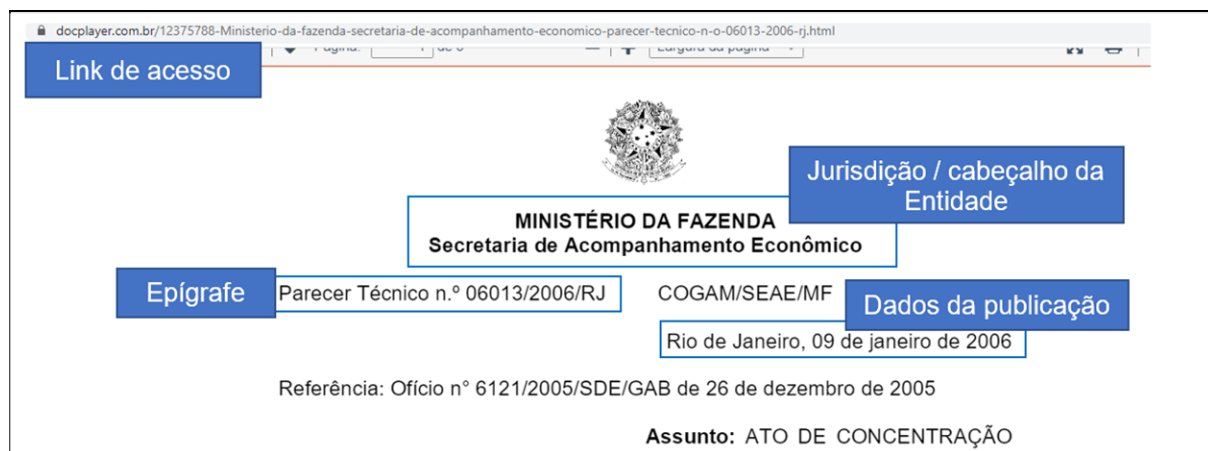 docplayer.com.br/12375788-Ministerio-da-fazenda-secretaria-de-acompanhamento-economico-parecer-tecnico-n-o-06013-2006-rj.html
Link de acesso
Largura da página
Jurisdição / cabeçalho da
Entidade
MINISTÉRIO DA FAZENDA
Secretaria de Acompanhamento Econômico
Epígrafe
Parecer Técnico n.º 06013/2006/RJ COGAM/SEAE/MF
Dados da publicação
Rio de Janeiro, 09 de janeiro de 2006
Referência: Ofício n° 6121/2005/SDE/GAB de 26 de dezembro de 2005
Assunto: ATO DE CONCENTRAÇÃO